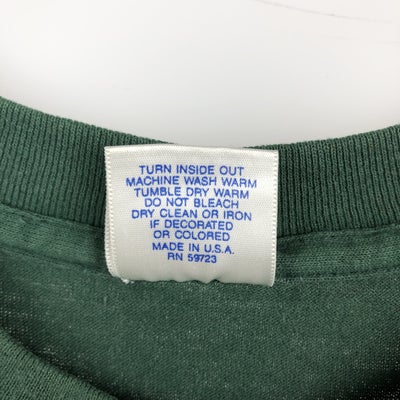 TURN INSIDE OUT
MACHINE WASH WARM
TUMBLE DRY WARM
DO NOT BLEACH
DRY CLEAN OR IRON
IF DECORATED
OR COLORED
MADE IN U.S.A.
RN 59723